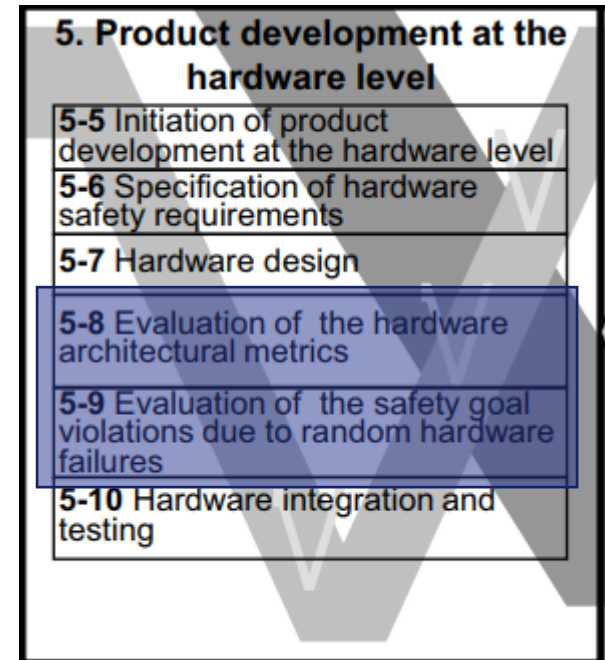 5. Product development at the
hardware level
5-5 Initiation of product
development at the hardware level
5-6 Specification of hardware
safety requirements
5-7 Hardware design
5-8 Evaluation of the hardware
architectural metrics
5-9 Evaluation of the safety goal
violations due to random hardware
failures
5-10 Hardware integration and
testing